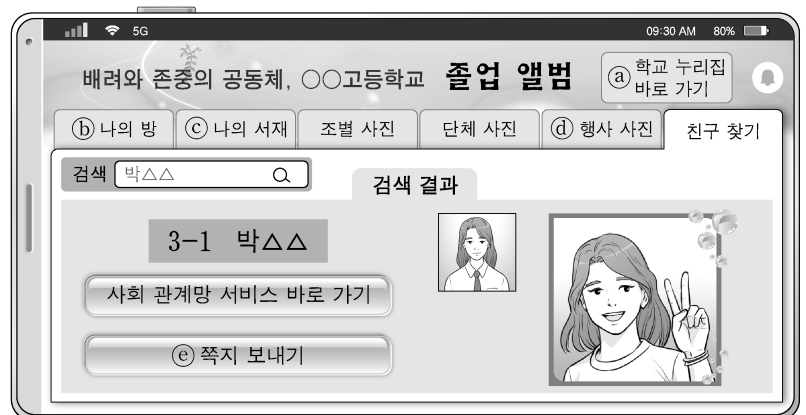 5G 09:30 AM 80%
배려와 존중의 공동체, ○○고등학교 졸업 앨범
ⓐ 학교 누리집
바로 가기
ⓑ 나의 방 ⓒ 나의 서재 조별 사진 단체 사진 ⓓ 행사 사진 친구 찾기
검색 박△△
검색 결과
3-1 박△△
사회 관계망 서비스 바로 가기
ⓔ 쪽지 보내기